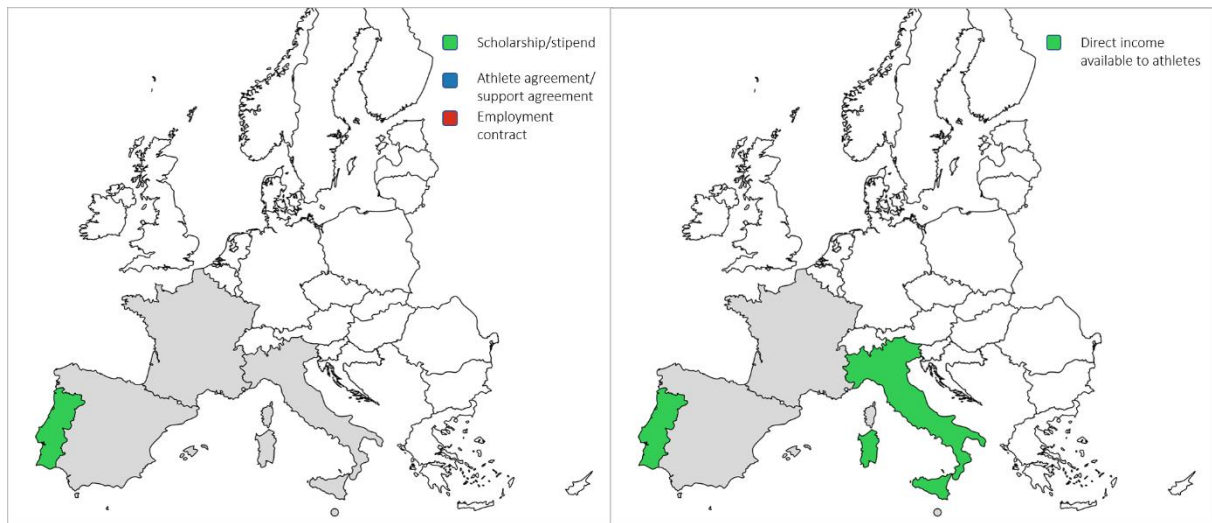 Scholarship/stipend
Athlete agreement/
support agreement
Employment
contract
Direct income
available to athletes